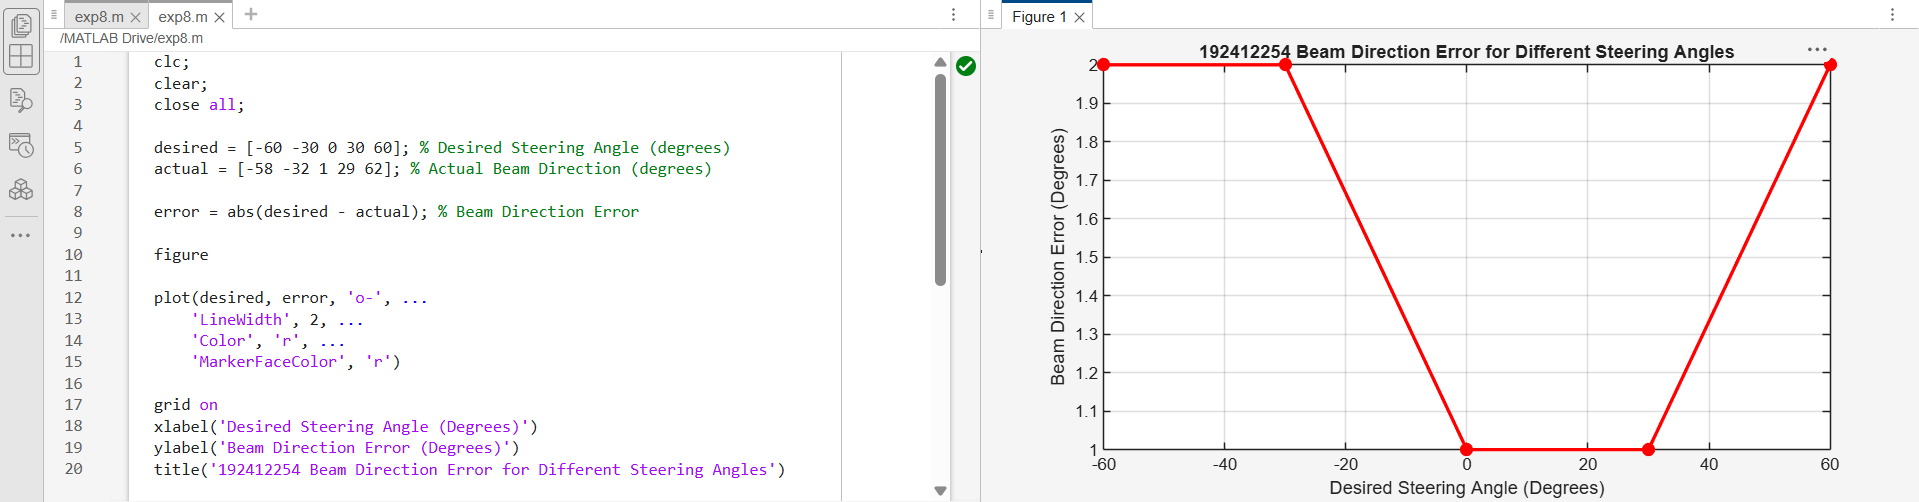 exp8.m
exp8.m
/MATLAB Drive/exp8.m
1 clc;
2 clear;
3 close all;
4
5 desired = [-60 -30 0 30 60]; % Desired Steering Angle (degrees)
6 actual = [-58 -32 1 29 62]; % Actual Beam Direction (degrees)
7
8 error = abs(desired - actual); % Beam Direction Error
9
10 figure
11
12 plot(desired, error, 'o-', ...
13     'LineWidth', 2, ...
14     'Color', 'r', ...
15     'MarkerFaceColor', 'r')
16
17 grid on
18 xlabel('Desired Steering Angle (Degrees)')
19 ylabel('Beam Direction Error (Degrees)')
20 title('192412254 Beam Direction Error for Different Steering Angles')
Figure 1
192412254 Beam Direction Error for Different Steering Angles
Beam Direction Error (Degrees)
2
1.9
1.8
1.7
1.6
1.5
1.4
1.3
1.2
1.1
1
-60 -40 -20 0 20 40 60
Desired Steering Angle (Degrees)